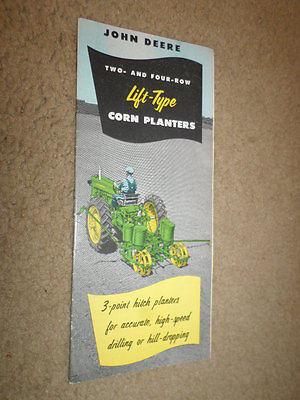 JOHN DEERE
TWO- AND FOUR-ROW
Lift-Type
CORN PLANTERS
3-point hitch planters
for accurate, high-speed
drilling or hill-dropping